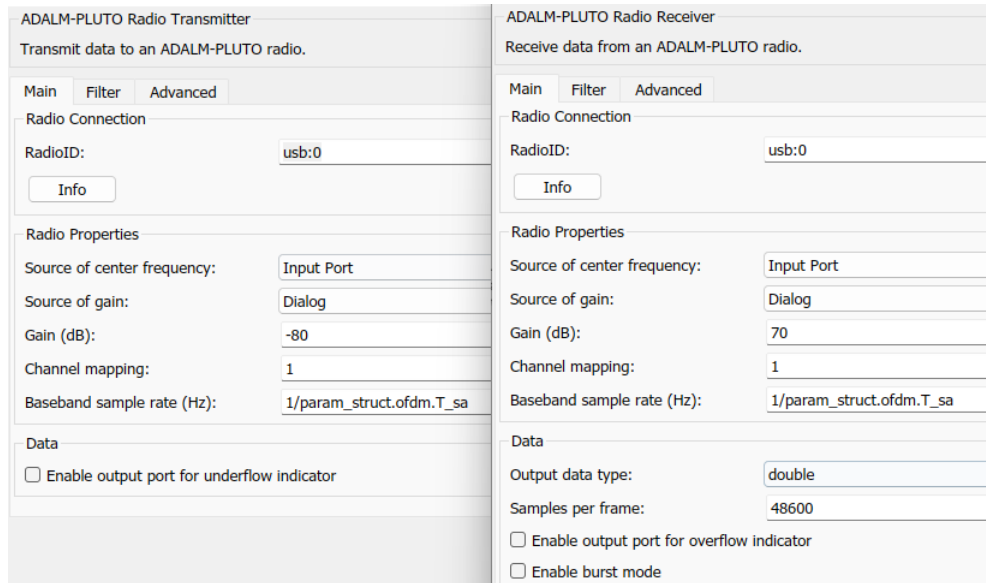 ADALM-PLUTO Radio Transmitter
Transmit data to an ADALM-PLUTO radio.
Main Filter Advanced
Radio Connection
RadioID: usb:0
Info
Radio Properties
Source of center frequency: Input Port
Source of gain: Dialog
Gain (dB): -80
Channel mapping: 1
Baseband sample rate (Hz): 1/param_struct.ofdm.T_sa
Data
Enable output port for underflow indicator
ADALM-PLUTO Radio Receiver
Receive data from an ADALM-PLUTO radio.
Main Filter Advanced
Radio Connection
RadioID: usb:0
Info
Radio Properties
Source of center frequency: Input Port
Source of gain: Dialog
Gain (dB): 70
Channel mapping: 1
Baseband sample rate (Hz): 1/param_struct.ofdm.T_sa
Data
Output data type: double
Samples per frame: 48600
Enable output port for overflow indicator
Enable burst mode